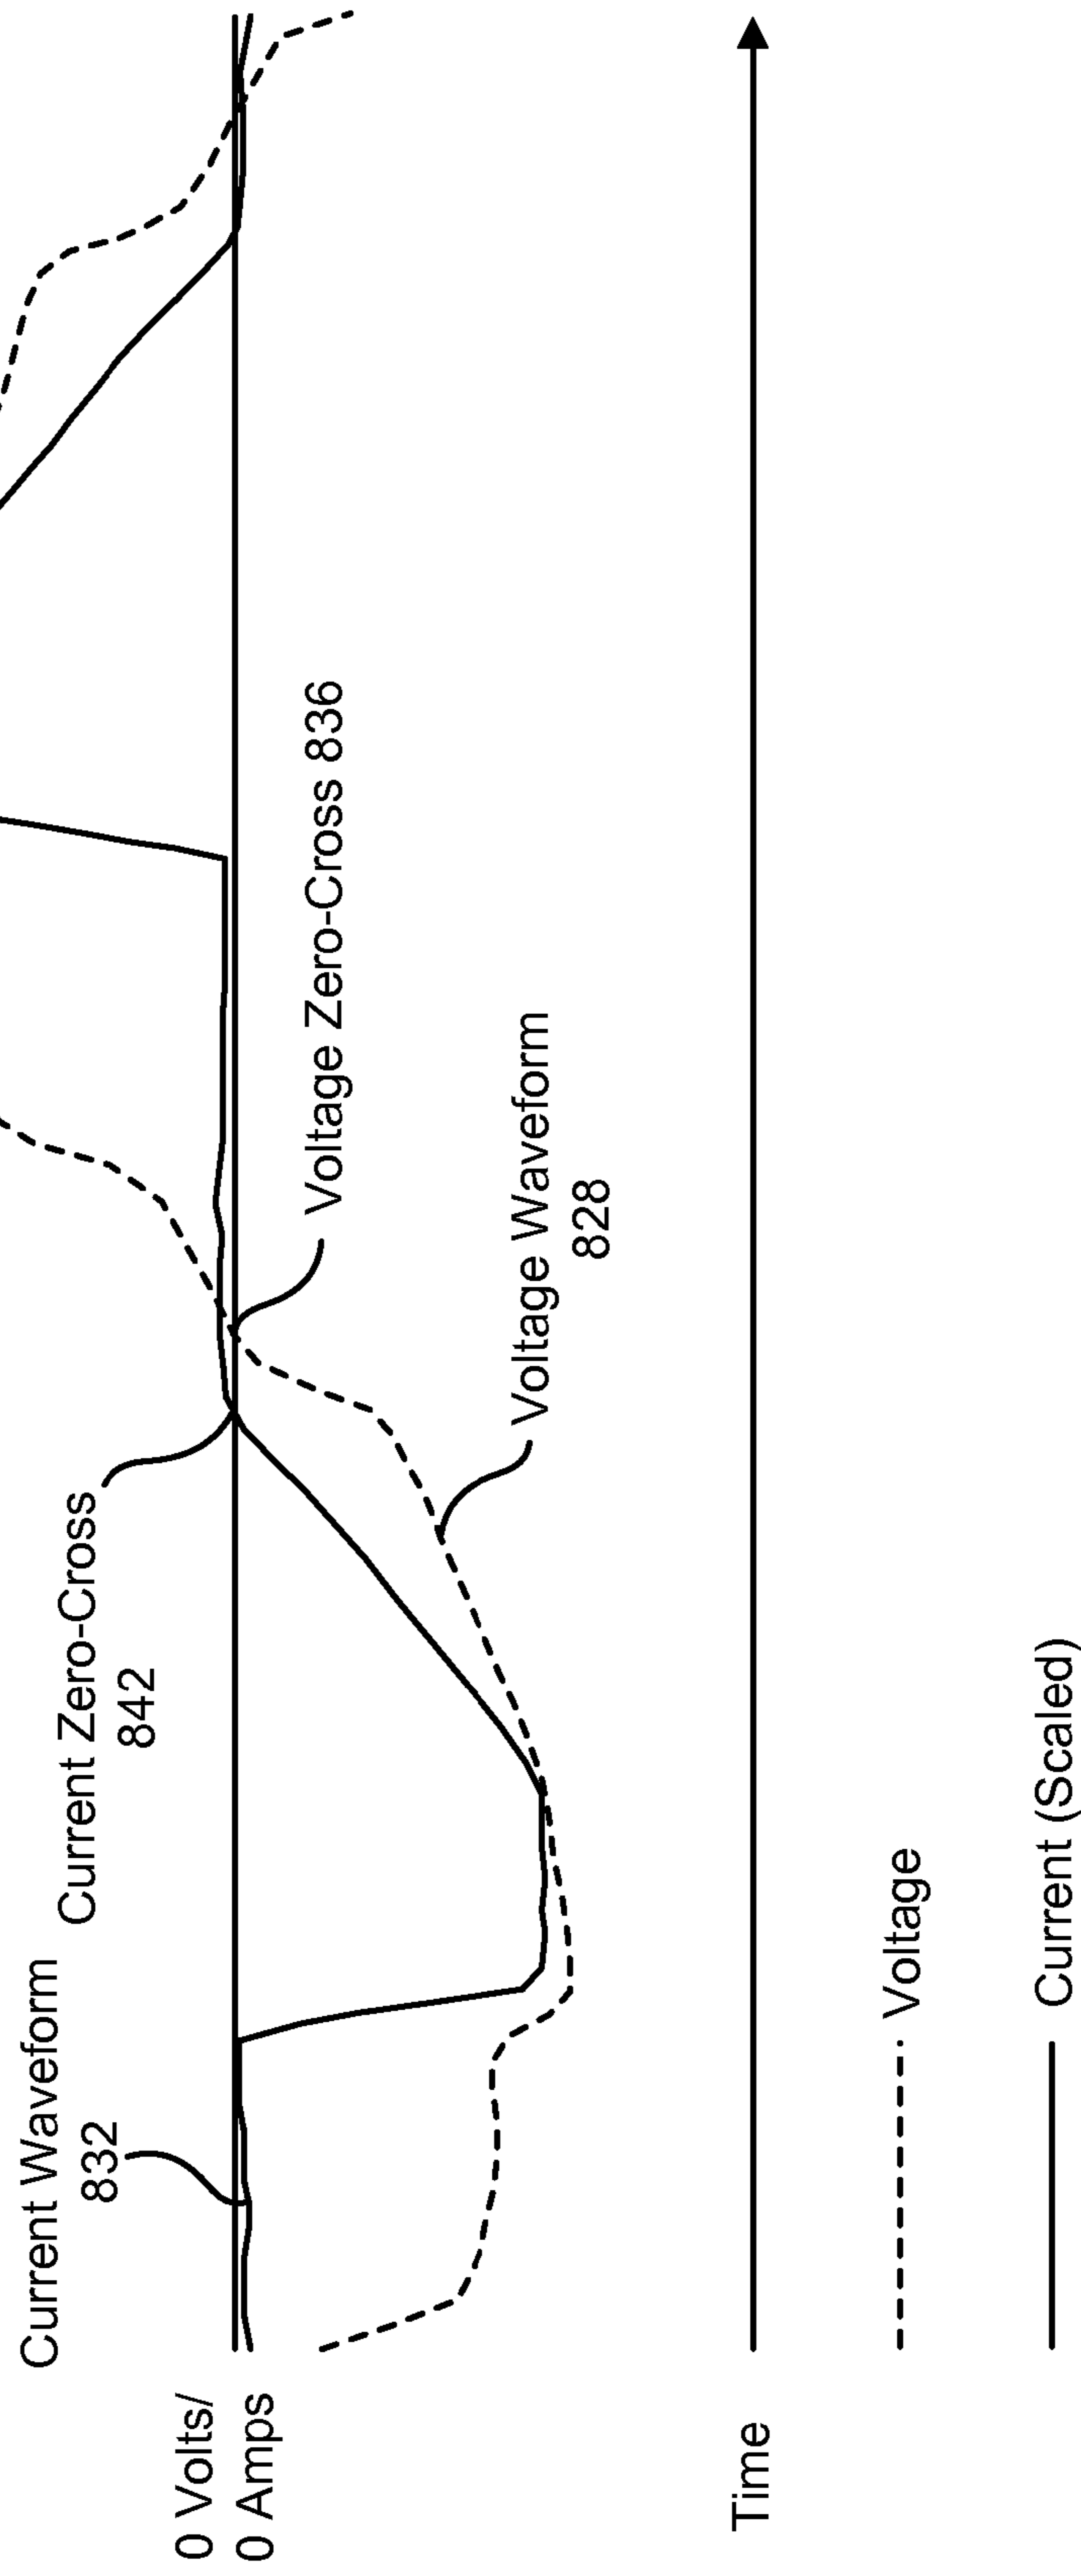 Current Waveform
832
Current Zero-Cross
842
0 Volts/
0 Amps
Voltage Zero-Cross 836
Voltage Waveform
828
Time
Voltage
Current (Scaled)